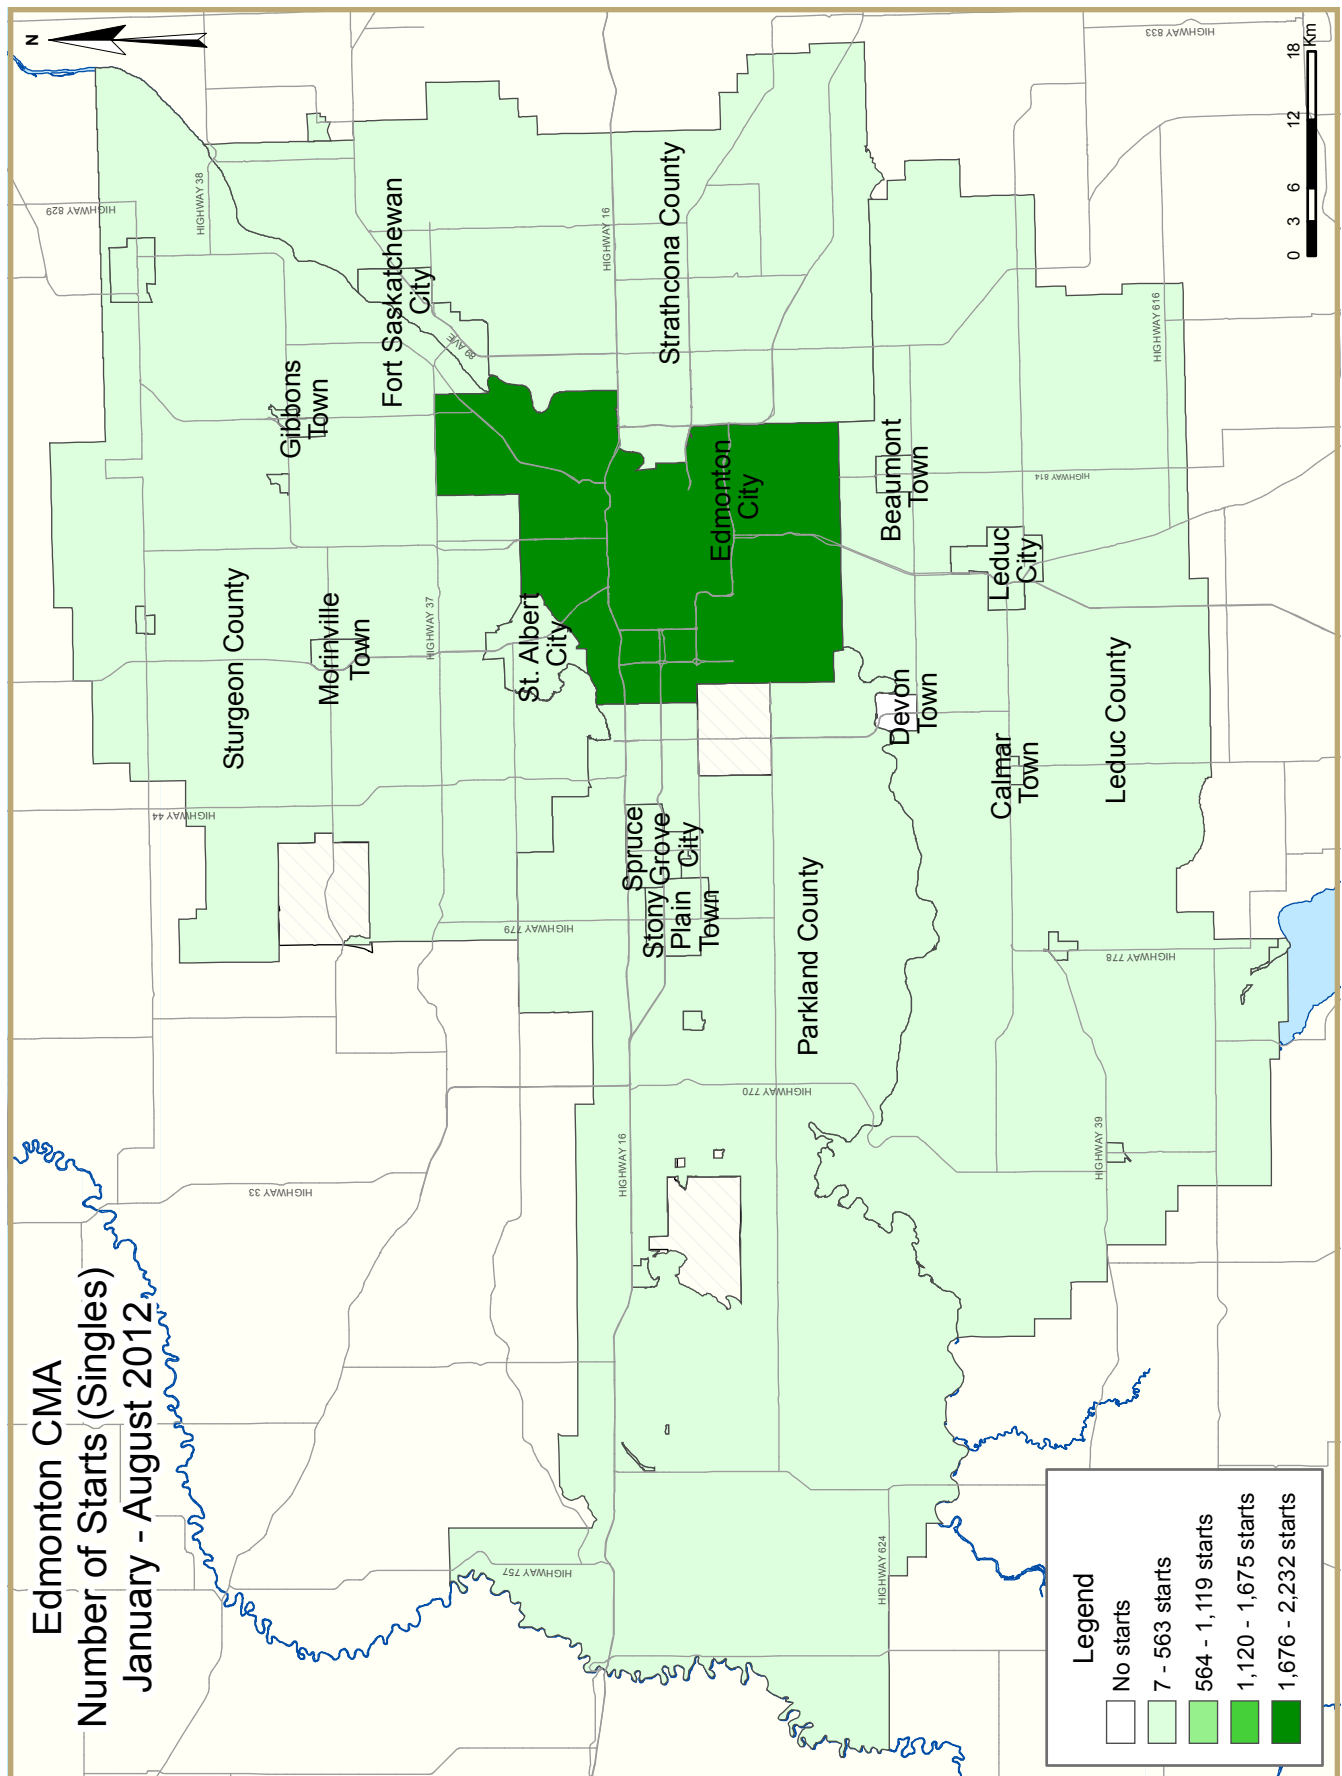 Edmonton CMA
Number of Starts (Singles)
January - August 2012
N
HIGHWAY 829
HIGHWAY 38
HIGHWAY 833
HIGHWAY 44
Sturgeon County
Gibbons
Town
Morinville
Town
Fort Saskatchewan
City
HIGHWAY 37
89 AVE
St. Albert
City
HIGHWAY 33
HIGHWAY 779
HIGHWAY 757
HIGHWAY 16
HIGHWAY 16
Spruce
Grove
City
Stony
Plain
Town
Strathcona County
Edmonton
City
HIGHWAY 770
Parkland County
HIGHWAY 624
Beaumont
Town
Devon
Town
Leduc
City
Calmar
Town
HIGHWAY 814
HIGHWAY 39
HIGHWAY 778
Leduc County
HIGHWAY 616
Legend
No starts
7 - 563 starts
564 - 1,119 starts
1,120 - 1,675 starts
1,676 - 2,232 starts
0 3 6 12 18
Km